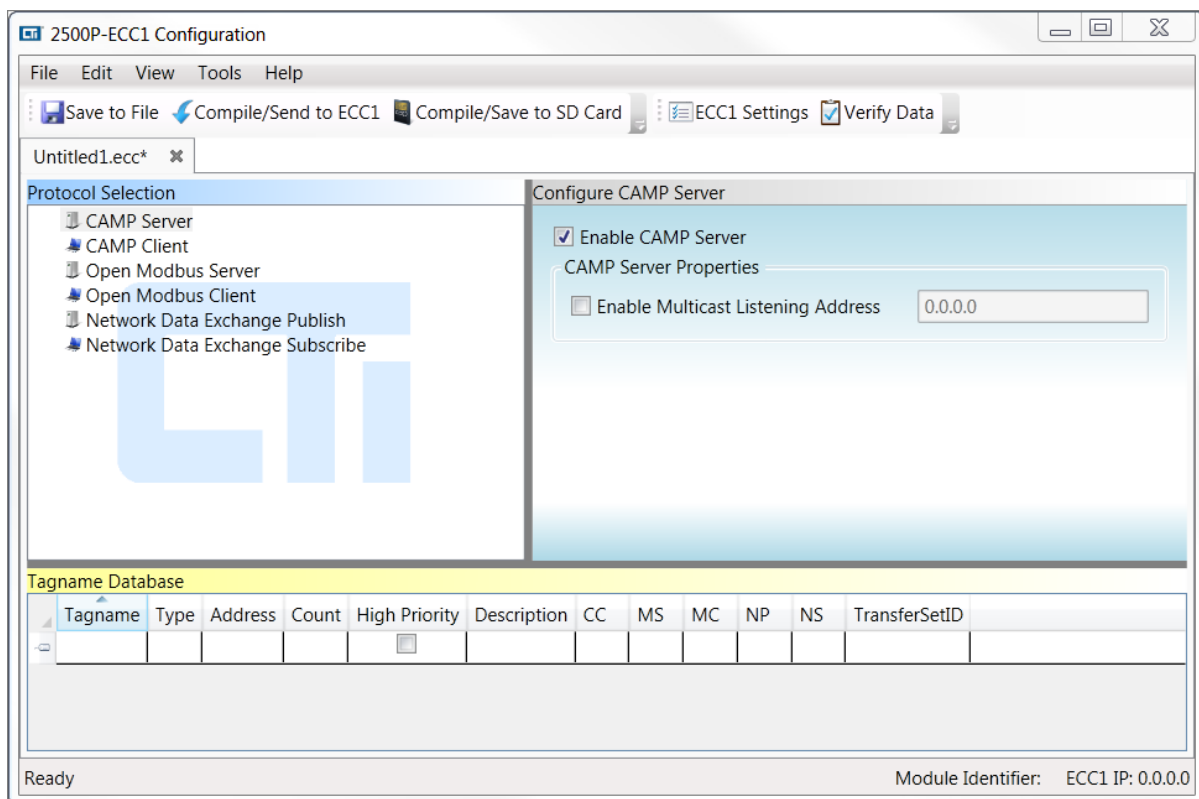 CTI 2500P-ECC1 Configuration
File Edit View Tools Help
Save to File Compile/Send to ECC1 Compile/Save to SD Card ECC1 Settings Verify Data
Untitled1.ecc*
Protocol Selection
CAMP Server
CAMP Client
Open Modbus Server
Open Modbus Client
Network Data Exchange Publish
Network Data Exchange Subscribe
Configure CAMP Server
Enable CAMP Server
CAMP Server Properties
Enable Multicast Listening Address 0.0.0.0
Tagname Database
Tagname Type Address Count High Priority Description CC MS MC NP NS TransferSetID
Ready Module Identifier: ECC1 IP: 0.0.0.0